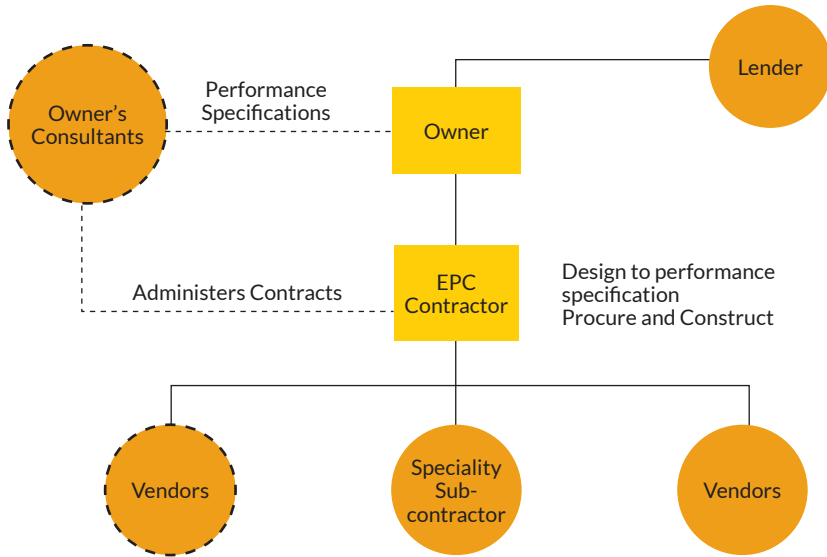 Lender
Performance
Specifications
Owner's
Consultants
Owner
EPC
Contractor
Design to performance
specification
Procure and Construct
Administers Contracts
Vendors
Speciality
Sub-
contractor
Vendors